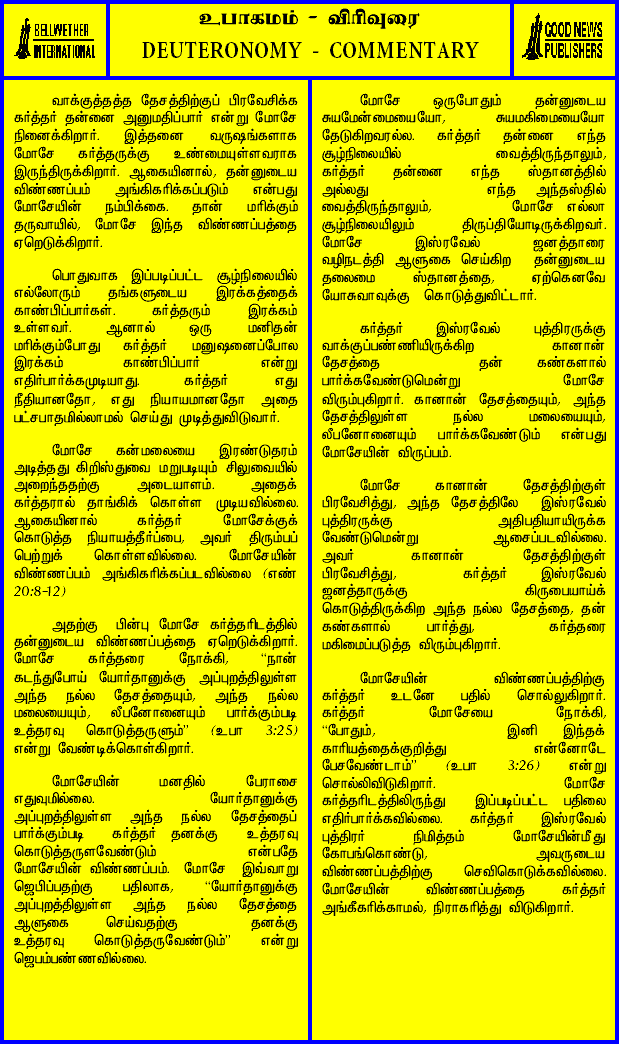 BELLWETHER
INTERNATIONAL
உபாகமம் - விரிவுரை
DEUTERONOMY - COMMENTARY
GOOD NEWS
PUBLISHERS
வாக்குத்தத்த தேசத்திற்குப் பிரவேசிக்க
கர்த்தர் தன்னை அனுமதிப்பார் என்று மோசே
நினைக்கிறார். இத்தனை வருஷங்களாக
மோசே கர்த்தருக்கு உண்மையுள்ளவராக
இருந்திருக்கிறார். ஆகையினால், தன்னுடைய
விண்ணப்பம் அங்கிகரிக்கப்படும் என்பது
மோசேயின் நம்பிக்கை. தான் மரிக்கும்
தருவாயில், மோசே இந்த விண்ணப்பத்தை
ஏறெடுக்கிறார்.
பொதுவாக இப்படிப்பட்ட சூழ்நிலையில்
எல்லோரும் தங்களுடைய இரக்கத்தைக்
காண்பிப்பார்கள். கர்த்தரும் இரக்கம்
உள்ளவர். ஆனால் ஒரு மனிதன்
மரிக்கும்போது கர்த்தர் மனுஷனைப்போல
இரக்கம் காண்பிப்பார் என்று
எதிர்பார்க்கமுடியாது. கர்த்தர் எது
நீதியானதோ, எது நியாயமானதோ அதை
பட்சபாதமில்லாமல் செய்து முடித்துவிடுவார்.
மோசே கன்மலையை இரண்டுதரம்
அடித்தது கிறிஸ்துவை மறுபடியும் சிலுவையில்
அறைந்ததற்கு அடையாளம். அதைக்
கர்த்தரால் தாங்கிக் கொள்ள முடியவில்லை.
ஆகையினால் கர்த்தர் மோசேக்குக்
கொடுத்த நியாயத்தீர்ப்பை, அவர் திரும்பப்
பெற்றுக் கொள்ளவில்லை. மோசேயின்
விண்ணப்பம் அங்கிகரிக்கப்படவில்லை (எண்
20:8-12)
அதற்கு பின்பு மோசே கர்த்தரிடத்தில்
தன்னுடைய விண்ணப்பத்தை ஏறெடுக்கிறார்.
மோசே கர்த்தரை நோக்கி, "நான்
கடந்துபோய் யோர்தானுக்கு அப்புறத்திலுள்ள
அந்த நல்ல தேசத்தையும், அந்த நல்ல
மலையையும், லீபனோனையும் பார்க்கும்படி
உத்தரவு கொடுத்தருளும்" (உபா 3:25)
என்று வேண்டிக்கொள்கிறார்.
மோசேயின் மனதில் பேராசை
எதுவுமில்லை. யோர்தானுக்கு
அப்புறத்திலுள்ள அந்த நல்ல தேசத்தைப்
பார்க்கும்படி கர்த்தர் தனக்கு உத்தரவு
கொடுத்தருளவேண்டும் என்பதே
மோசேயின் விண்ணப்பம். மோசே இவ்வாறு
ஜெபிப்பதற்கு பதிலாக, "யோர்தானுக்கு
அப்புறத்திலுள்ள அந்த நல்ல தேசத்தை
ஆளுகை செய்வதற்கு தனக்கு
உத்தரவு கொடுத்தருவேண்டும்" என்று
ஜெபம்பண்ணவில்லை.
மோசே ஒருபோதும் தன்னுடைய
சுயமேன்மையையோ, சுயமகிமையையோ
தேடுகிறவரல்ல. கர்த்தர் தன்னை எந்த
சூழ்நிலையில் வைத்திருந்தாலும்,
கர்த்தர் தன்னை எந்த ஸ்தானத்தில்
அல்லது எந்த அந்தஸ்தில்
வைத்திருந்தாலும், மோசே எல்லா
சூழ்நிலையிலும் திருப்தியோடிருக்கிறவர்.
மோசே இஸ்ரவேல் ஜனத்தாரை
வழிநடத்தி ஆளுகை செய்கிற தன்னுடைய
தலைமை ஸ்தானத்தை, ஏற்கெனவே
யோசுவாவுக்கு கொடுத்துவிட்டார்.
கர்த்தர் இஸ்ரவேல் புத்திரருக்கு
வாக்குப்பண்ணியிருக்கிற கானான்
தேசத்தை தன் கண்களால்
பார்க்கவேண்டுமென்று மோசே
விரும்புகிறார். கானான் தேசத்தையும், அந்த
தேசத்திலுள்ள நல்ல மலையையும்,
லீபனோனையும் பார்க்கவேண்டும் என்பது
மோசேயின் விருப்பம்.
மோசே கானான் தேசத்திற்குள்
பிரவேசித்து, அந்த தேசத்திலே இஸ்ரவேல்
புத்திரருக்கு அதிபதியாயிருக்க
வேண்டுமென்று ஆசைப்படவில்லை.
அவர் கானான் தேசத்திற்குள்
பிரவேசித்து, கர்த்தர் இஸ்ரவேல்
ஜனத்தாருக்கு கிருபையாய்க்
கொடுத்திருக்கிற அந்த நல்ல தேசத்தை, தன்
கண்களால் பார்த்து, கர்த்தரை
மகிமைப்படுத்த விரும்புகிறார்.
மோசேயின் விண்ணப்பத்திற்கு
கர்த்தர் உடனே பதில் சொல்லுகிறார்.
கர்த்தர் மோசேயை நோக்கி,
"போதும், இனி இந்தக்
காரியத்தைக்குறித்து என்னோடே
பேசவேண்டாம்" (உபா 3:26) என்று
சொல்லிவிடுகிறார். மோசே
கர்த்தரிடத்திலிருந்து இப்படிப்பட்ட பதிலை
எதிர்பார்க்கவில்லை. கர்த்தர் இஸ்ரவேல்
புத்திரர் நிமித்தம் மோசேயின்மீது
கோபங்கொண்டு, அவருடைய
விண்ணப்பத்திற்கு செவிகொடுக்கவில்லை.
மோசேயின் விண்ணப்பத்தை கர்த்தர்
அங்கீகரிக்காமல், நிராகரித்து விடுகிறார்.